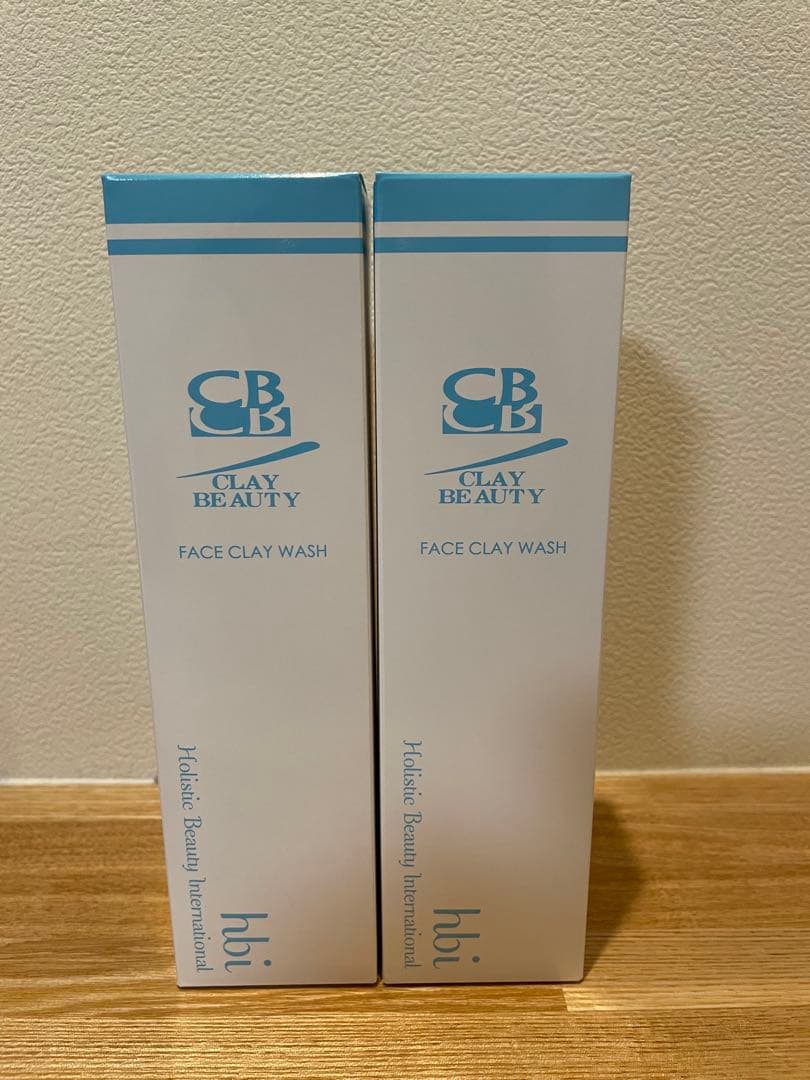 CB
CLAY
BEAUTY
FACE CLAY WASH
Holistic Beauty International
hbi
CB
CLAY
BEAUTY
FACE CLAY WASH
Holistic Beauty International
hbi